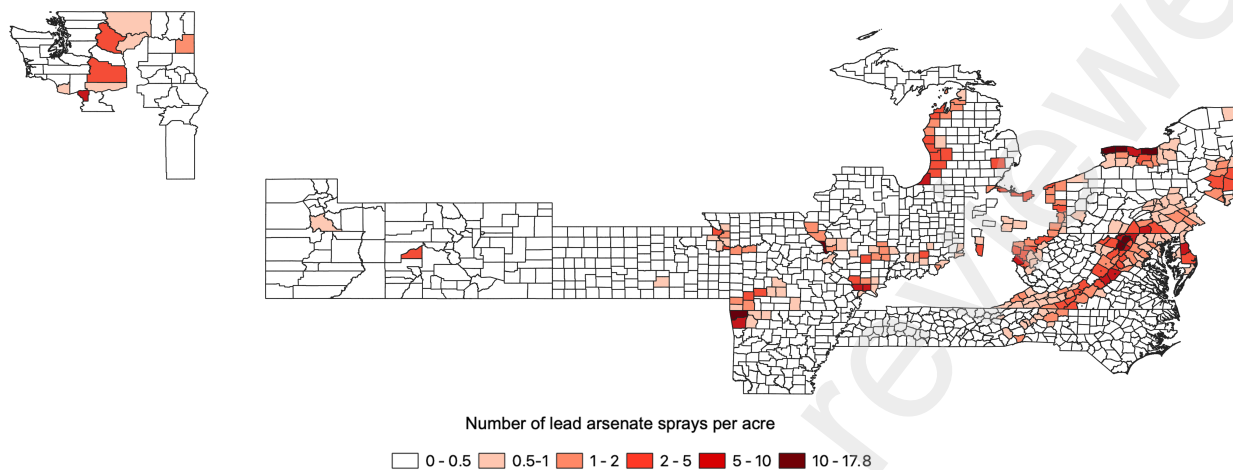 reviewe
Number of lead arsenate sprays per acre
0 - 0.5 0.5-1 1 - 2 2 - 5 5 - 10 10 - 17.8